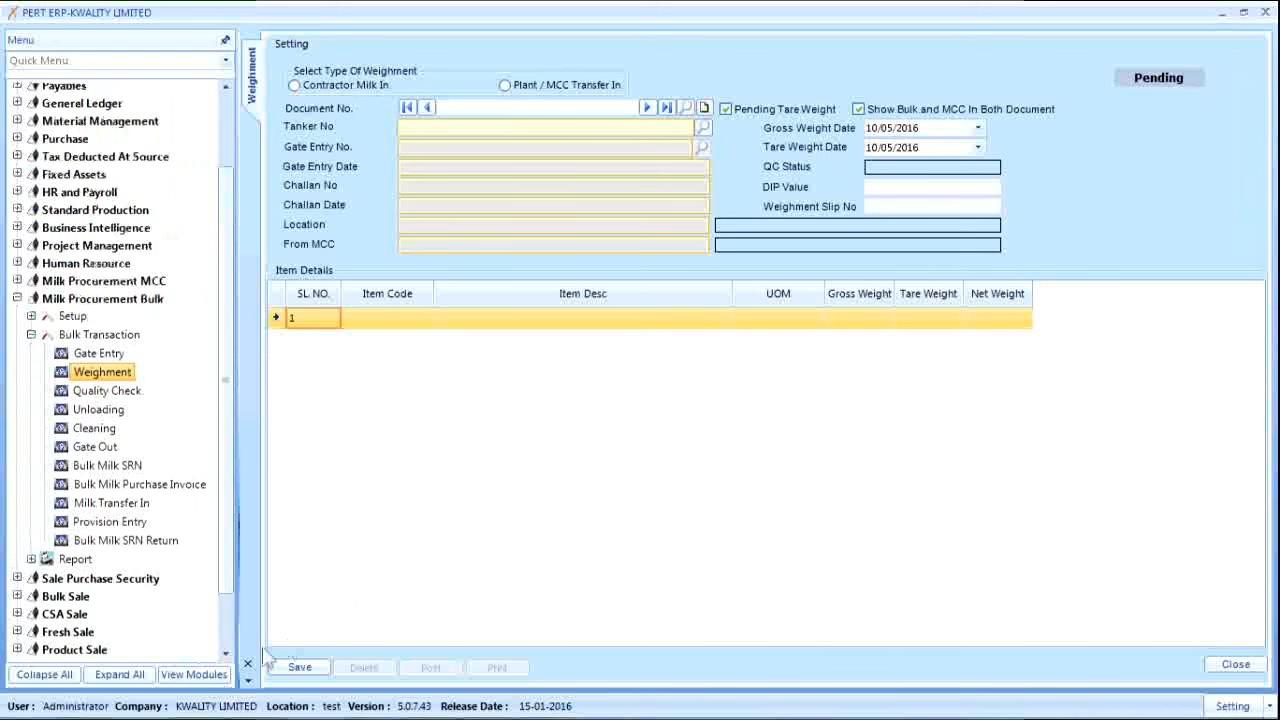 PERT ERP-KWALITY LIMITED
Menu
Quick Menu
Payables
General Ledger
Material Management
Purchase
Tax Deducted At Source
Fixed Assets
HR and Payroll
Standard Production
Business Intelligence
Project Management
Human Resource
Milk Procurement MCC
Milk Procurement Bulk
Setup
Bulk Transaction
Gate Entry
Weighment
Quality Check
Unloading
Cleaning
Gate Out
Bulk Milk SRN
Bulk Milk Purchase Invoice
Milk Transfer In
Provision Entry
Bulk Milk SRN Return
Report
Sale Purchase Security
Bulk Sale
CSA Sale
Fresh Sale
Product Sale
Collapse All Expand All View Modules
Weighment
Setting
Select Type Of Weighment
Contractor Milk In Plant / MCC Transfer In
Pending
Document No. Pending Tare Weight Show Bulk and MCC In Both Document
Tanker No Gross Weight Date 10/05/2016
Gate Entry No. Tare Weight Date 10/05/2016
Gate Entry Date QC Status
Challan No DIP Value
Challan Date Weighment Slip No
Location
From MCC
Item Details
SL. NO. Item Code Item Desc UOM Gross Weight Tare Weight Net Weight
1
Save Delete Post Print Close
User : Administrator Company : KWALITY LIMITED Location : test Version : 5.0.7.43 Release Date : 15-01-2016 Setting